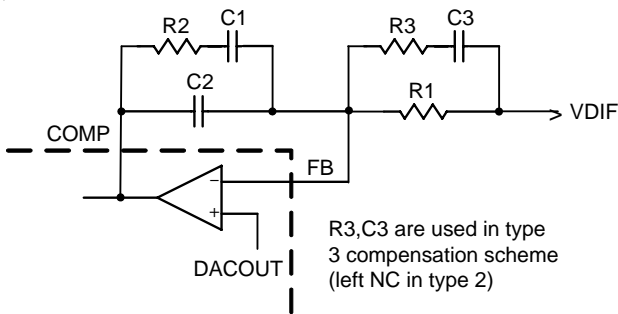 R2 C1 R3 C3
C2 R1
VDIF
COMP
FB
−
+
DACOUT
R3,C3 are used in type
3 compensation scheme
(left NC in type 2)